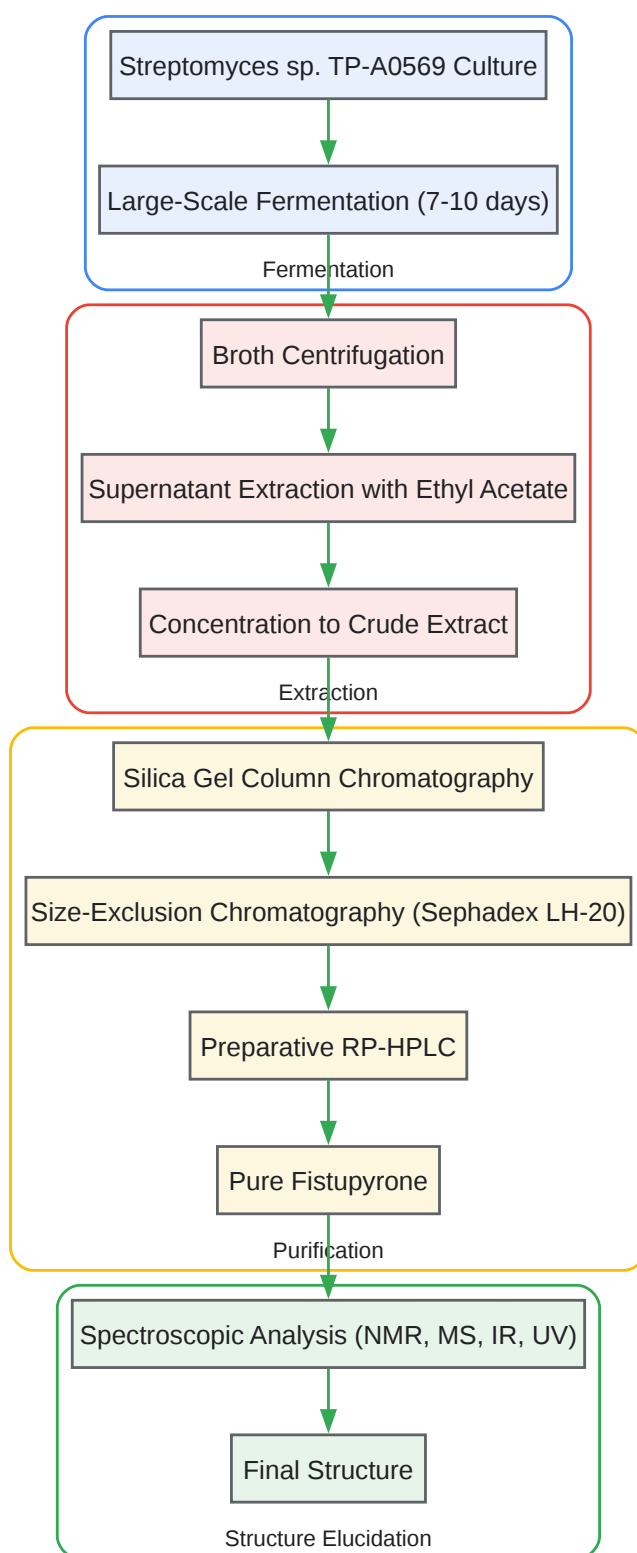 Streptomyces sp. TP-A0569 Culture
Large-Scale Fermentation (7-10 days)
Fermentation
Broth Centrifugation
Supernatant Extraction with Ethyl Acetate
Concentration to Crude Extract
Extraction
Silica Gel Column Chromatography
Size-Exclusion Chromatography (Sephadex LH-20)
Preparative RP-HPLC
Pure Fistupyrone
Purification
Spectroscopic Analysis (NMR, MS, IR, UV)
Final Structure
Structure Elucidation